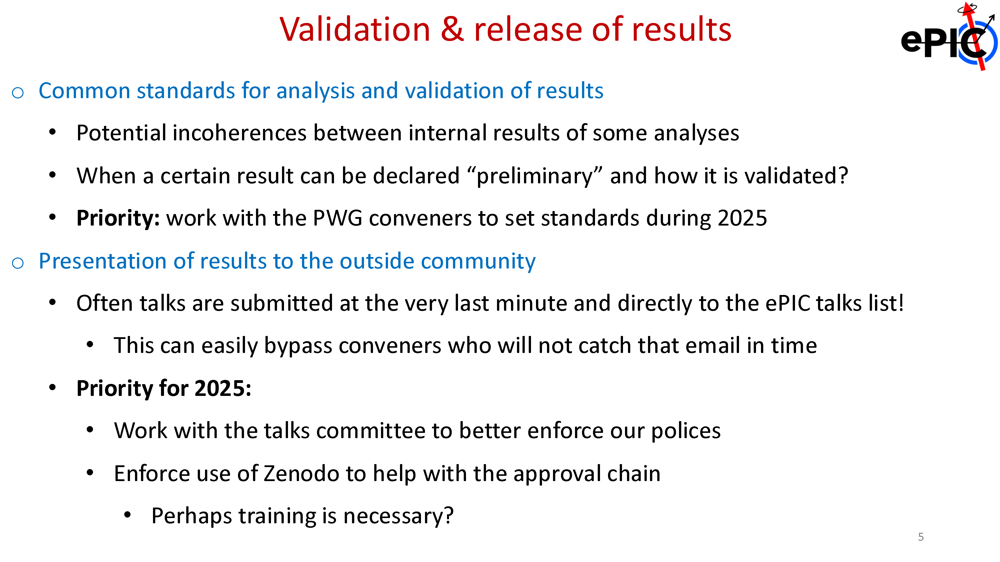 Validation & release of results
ePIC
o Common standards for analysis and validation of results
• Potential incoherences between internal results of some analyses
• When a certain result can be declared “preliminary” and how it is validated?
• Priority: work with the PWG conveners to set standards during 2025
o Presentation of results to the outside community
• Often talks are submitted at the very last minute and directly to the ePIC talks list!
• This can easily bypass conveners who will not catch that email in time
• Priority for 2025:
• Work with the talks committee to better enforce our polices
• Enforce use of Zenodo to help with the approval chain
• Perhaps training is necessary?
5